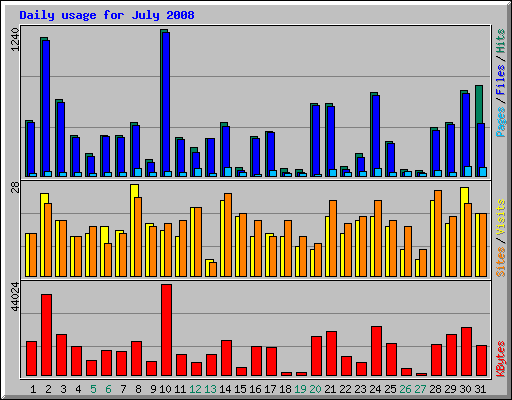 Daily usage for July 2008
1240
Pages / Files / Hits
28
Sites / Visits
44024
KBytes
1 2 3 4 5 6 7 8 9 10 11 12 13 14 15 16 17 18 19 20 21 22 23 24 25 26 27 28 29 30 31